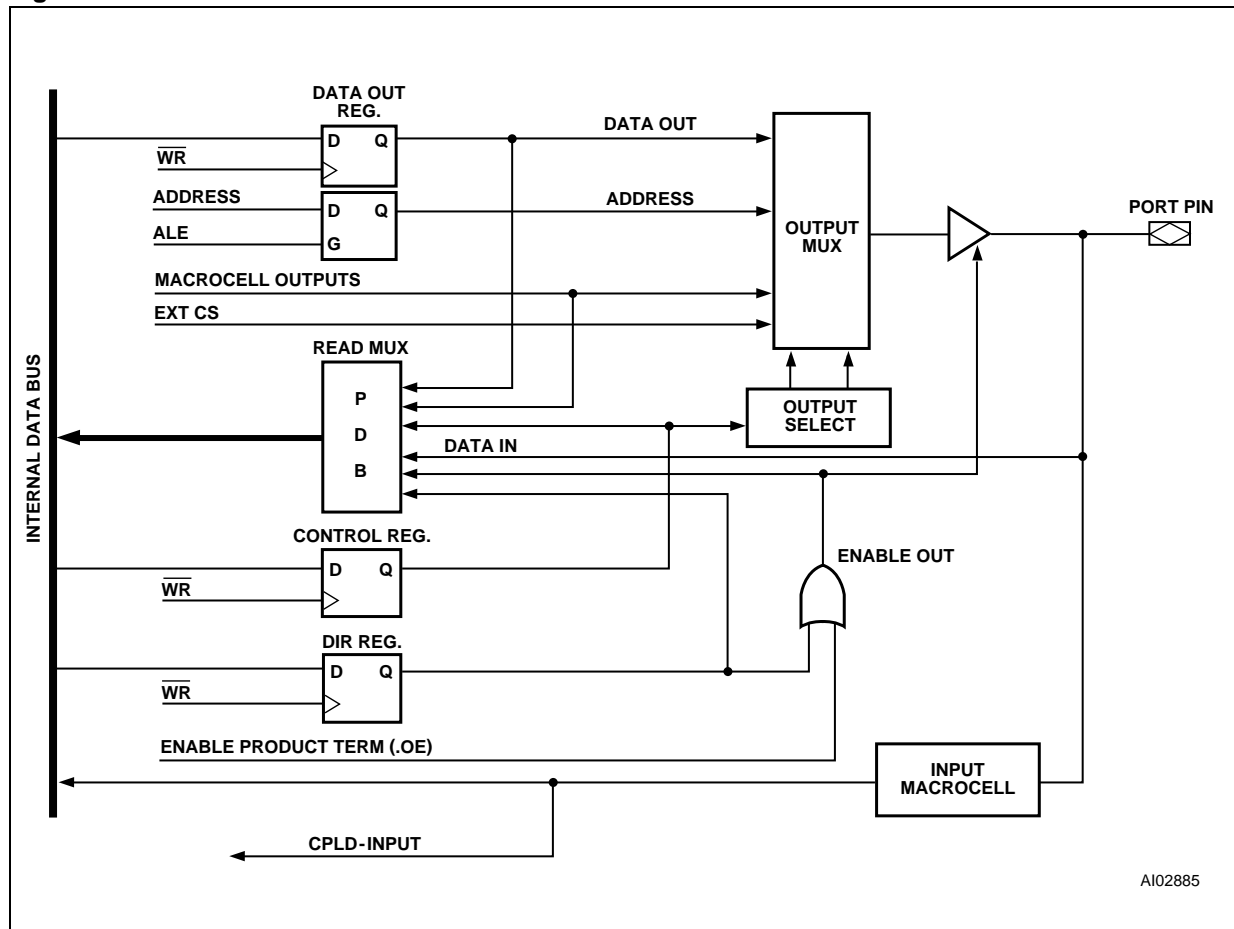 DATA OUT
REG.
D Q
DATA OUT
WR
ADDRESS
D Q
ADDRESS
ALE
G
OUTPUT
MUX
PORT PIN
MACROCELL OUTPUTS
EXT CS
READ MUX
P
D
B
OUTPUT
SELECT
DATA IN
INTERNAL DATA BUS
CONTROL REG.
D Q
WR
ENABLE OUT
DIR REG.
D Q
WR
ENABLE PRODUCT TERM (.OE)
INPUT
MACROCELL
CPLD-INPUT
AI02885